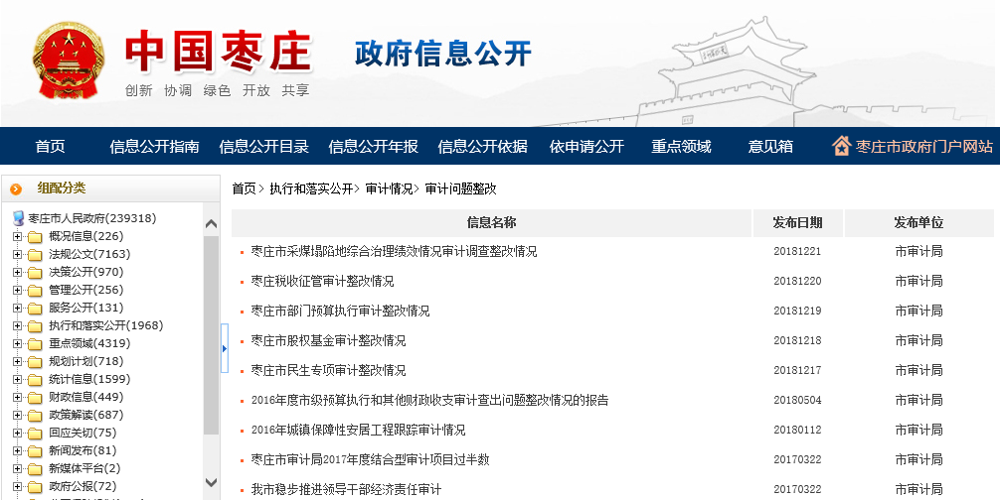 中国枣庄
政府信息公开
创新 协调 绿色 开放 共享
首页 信息公开指南 信息公开目录 信息公开年报 信息公开依据 依申请公开 重点领域 意见箱 枣庄市政府门户网站
组配分类
枣庄市人民政府(239318)
概况信息(226)
法规公文(7163)
决策公开(970)
管理公开(256)
服务公开(131)
执行和落实公开(1968)
重点领域(4319)
规划计划(718)
统计信息(1599)
财政信息(449)
政策解读(687)
回应关切(75)
新闻发布(81)
新媒体平台(2)
政府公报(72)
首页> 执行和落实公开> 审计情况> 审计问题整改
信息名称 发布日期 发布单位
枣庄市采煤塌陷地综合治理绩效情况审计调查整改情况 20181221 市审计局
枣庄税收征管审计整改情况 20181220 市审计局
枣庄市部门预算执行审计整改情况 20181219 市审计局
枣庄市股权基金审计整改情况 20181218 市审计局
枣庄市民生专项审计整改情况 20181217 市审计局
2016年度市级预算执行和其他财政收支审计查出问题整改情况的报告 20180504 市审计局
2016年城镇保障性安居工程跟踪审计情况 20180112 市审计局
枣庄市审计局2017年度结合型审计项目过半数 20170322 市审计局
我市稳步推进领导干部经济责任审计 20170322 市审计局